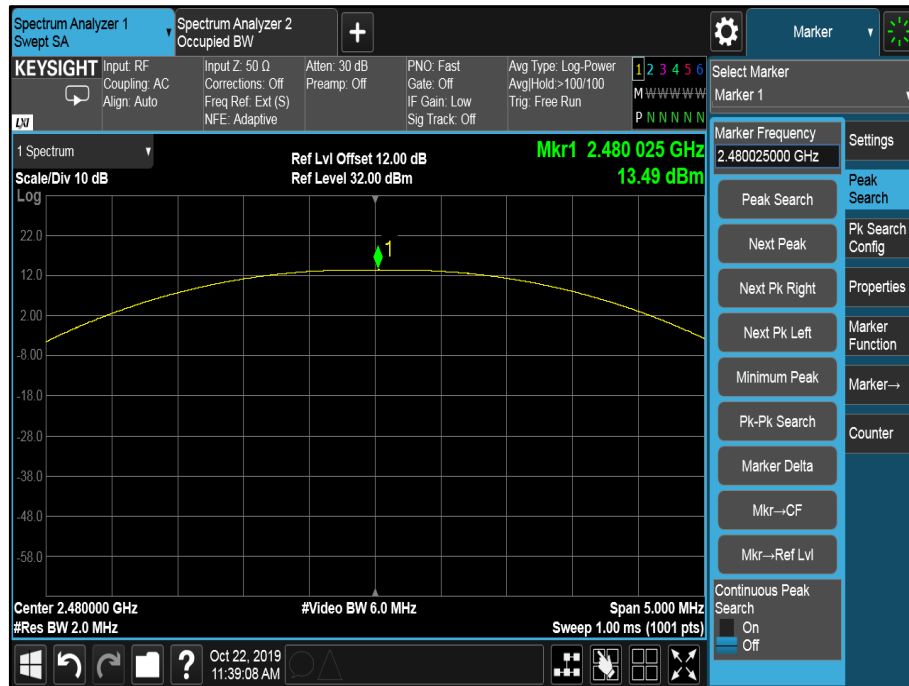 Spectrum Analyzer 1
Swept SA
Spectrum Analyzer 2
Occupied BW
+
Marker
KEYSIGHT
LXI
Input: RF
Coupling: AC
Align: Auto
Input Z: 50 Ω
Corrections: Off
Freq Ref: Ext (S)
NFE: Adaptive
Atten: 30 dB
Preamp: Off
PNO: Fast
Gate: Off
IF Gain: Low
Sig Track: Off
Avg Type: Log-Power
Avg|Hold:>100/100
Trig: Free Run
1 2 3 4 5 6
M W W W W W
P N N N N N
Select Marker
Marker 1
1 Spectrum
Scale/Div 10 dB
Log
Ref Lvl Offset 12.00 dB
Ref Level 32.00 dBm
Mkr1 2.480 025 GHz
13.49 dBm
22.0
12.0
2.00
-8.00
-18.0
-28.0
-38.0
-48.0
-58.0
1
Center 2.480000 GHz
#Res BW 2.0 MHz
#Video BW 6.0 MHz
Span 5.000 MHz
Sweep 1.00 ms (1001 pts)
Marker Frequency
2.480025000 GHz
Peak Search
Next Peak
Next Pk Right
Next Pk Left
Minimum Peak
Pk-Pk Search
Marker Delta
Mkr→CF
Mkr→Ref Lvl
Continuous Peak
Search
On
Off
Settings
Peak
Search
Pk Search
Config
Properties
Marker
Function
Marker→
Counter
?
Oct 22, 2019
11:39:08 AM